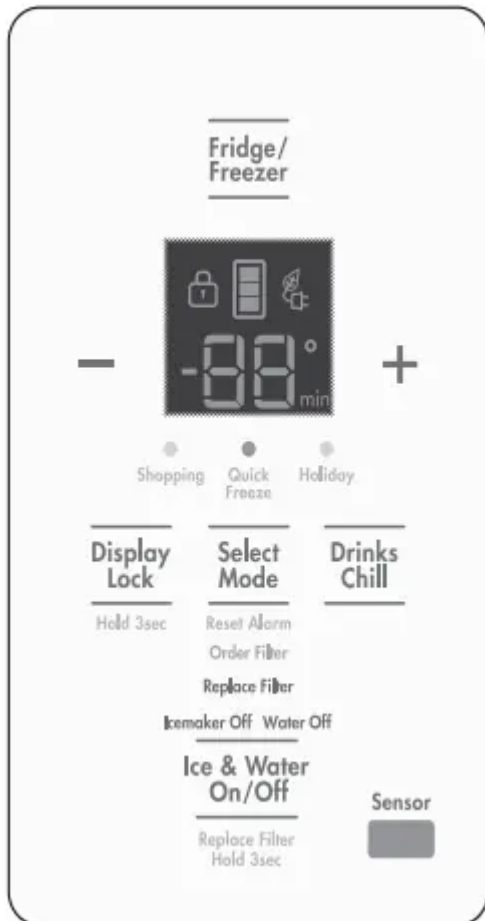 Fridge/
Freezer
-88°
min
− +
Shopping Quick Freeze Holiday
Display Lock Select Mode Drinks Chill
Hold 3sec Reset Alarm
Order Filter
Replace Filter
Icemaker Off Water Off
Ice & Water
On/Off
Sensor
Replace Filter
Hold 3sec